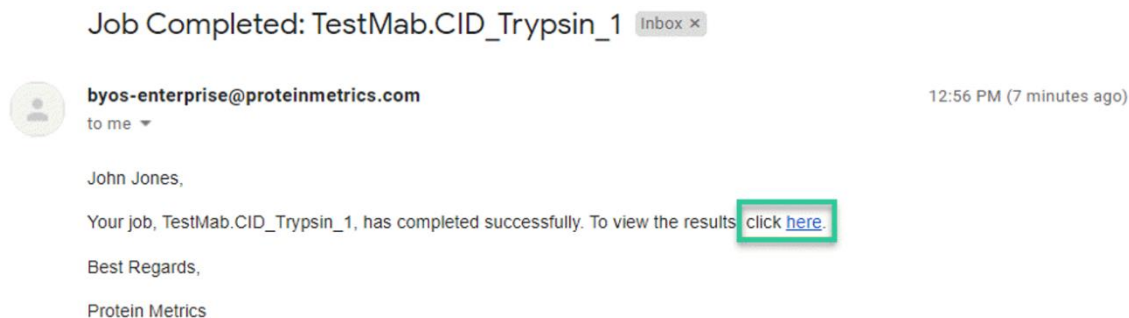 Job Completed: TestMab.CID_Trypsin_1 Inbox ×
byos-enterprise@proteinmetrics.com 12:56 PM (7 minutes ago)
to me
John Jones,
Your job, TestMab.CID_Trypsin_1, has completed successfully. To view the results click here.
Best Regards,
Protein Metrics